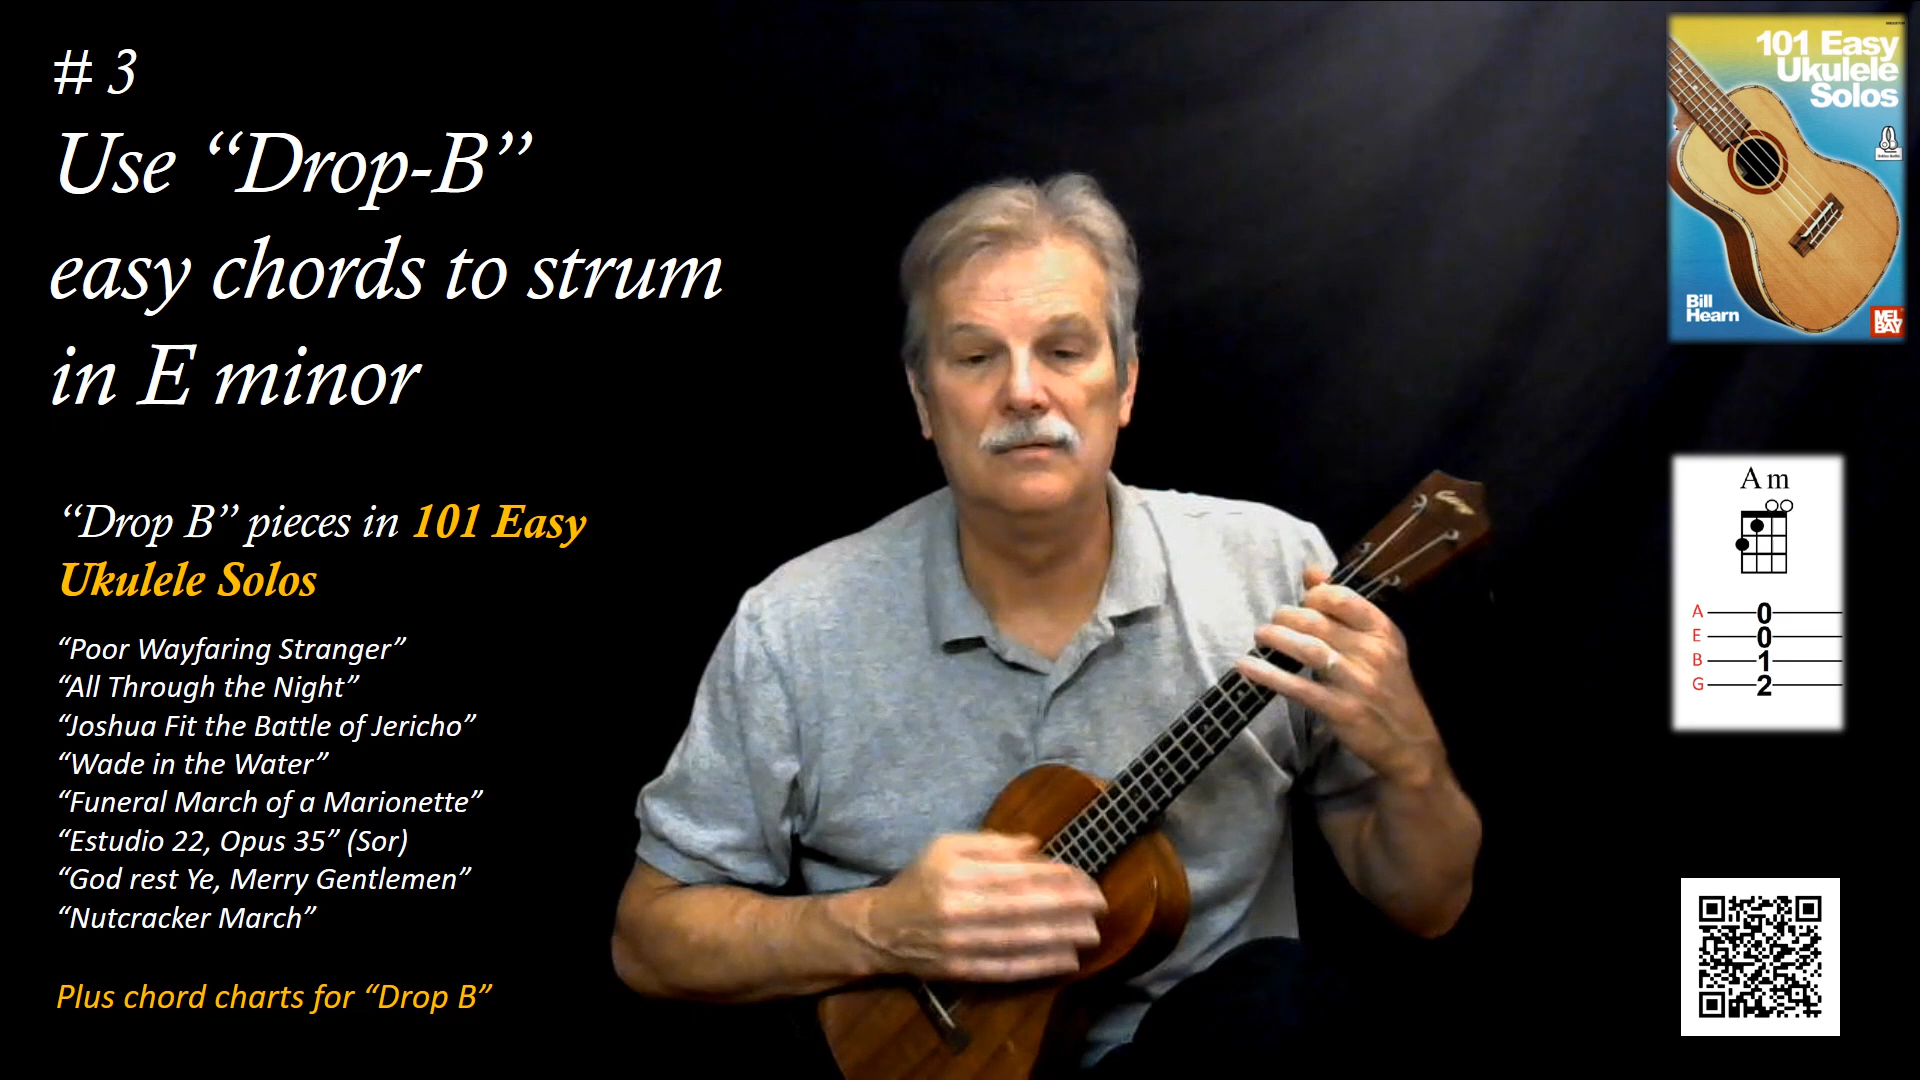 # 3
Use “Drop-B”
easy chords to strum
in E minor
“Drop B” pieces in 101 Easy
Ukulele Solos
“Poor Wayfaring Stranger”
“All Through the Night”
“Joshua Fit the Battle of Jericho”
“Wade in the Water”
“Funeral March of a Marionette”
“Estudio 22, Opus 35” (Sor)
“God rest Ye, Merry Gentlemen”
“Nutcracker March”
Plus chord charts for “Drop B”
101 Easy
Ukulele
Solos
Bill
Hearn
MEL
BAY
Am
A 0
E 0
B 1
G 2